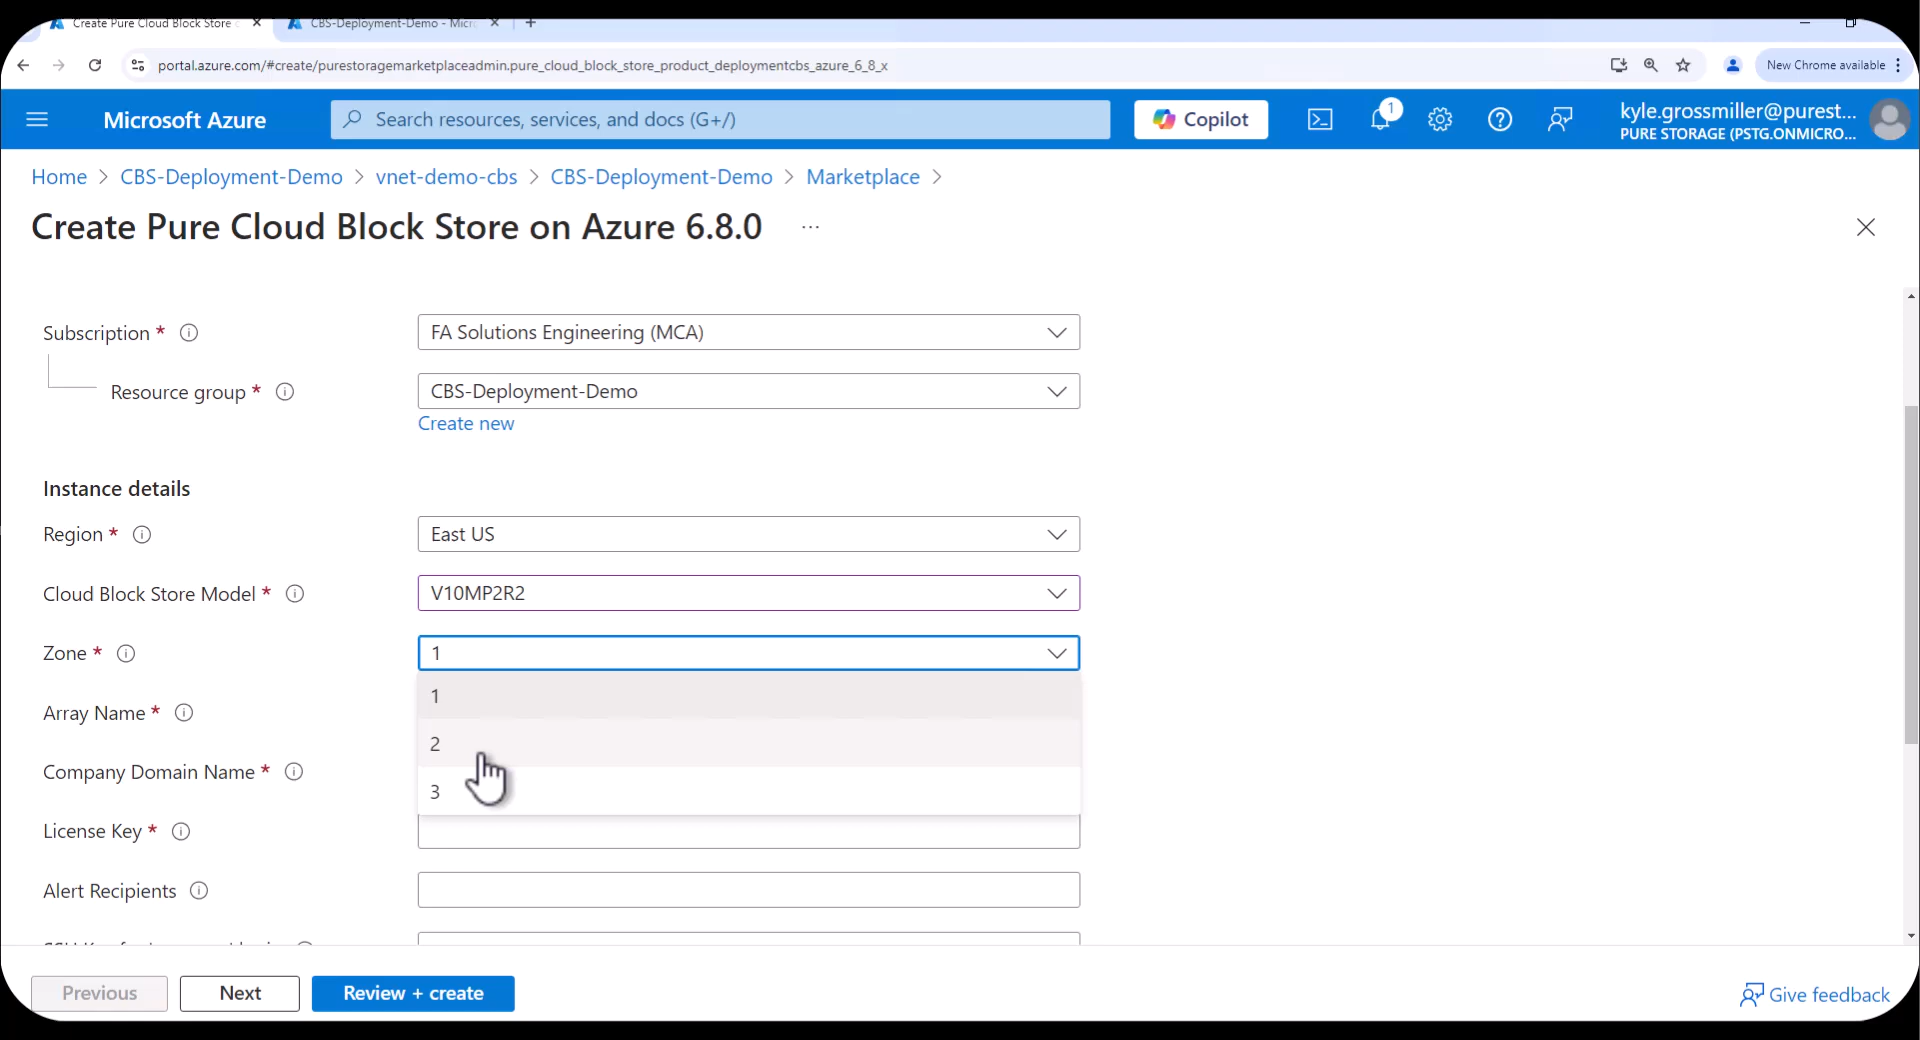 Create Pure Cloud Block Store
CBS-Deployment-Demo - Micr
portal.azure.com/#create/purestoragemarketplaceadmin.pure_cloud_block_store_product_deploymentcbs_azure_6_8_x
New Chrome available
Microsoft Azure
Search resources, services, and docs (G+/)
Copilot
1
kyle.grossmiller@purest...
PURE STORAGE (PSTG.ONMICRO...
Home > CBS-Deployment-Demo > vnet-demo-cbs > CBS-Deployment-Demo > Marketplace >
Create Pure Cloud Block Store on Azure 6.8.0 ...
Subscription *
FA Solutions Engineering (MCA)
Resource group *
CBS-Deployment-Demo
Create new
Instance details
Region *
East US
Cloud Block Store Model *
V10MP2R2
Zone *
1
1
2
3
Array Name *
Company Domain Name *
License Key *
Alert Recipients
Previous
Next
Review + create
Give feedback